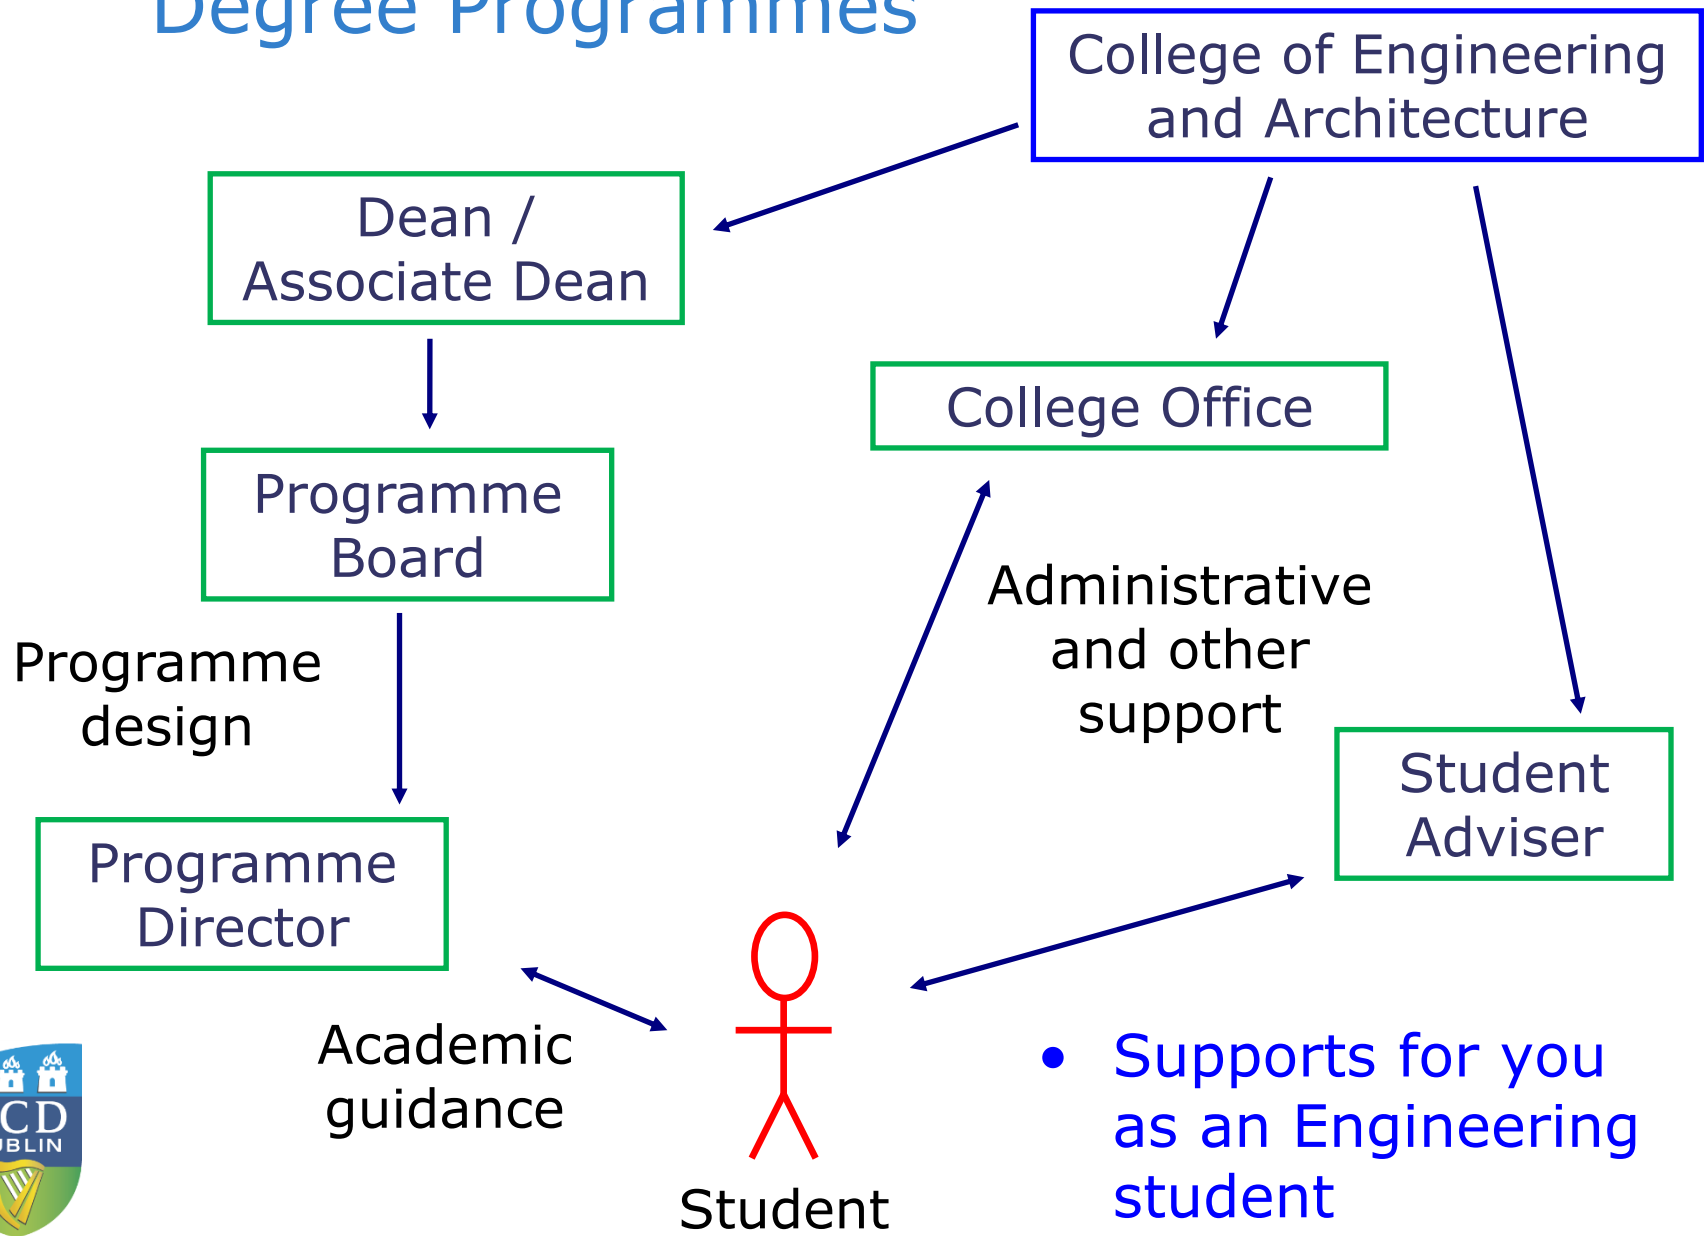 Degree Programmes
College of Engineering
and Architecture
Dean /
Associate Dean
College Office
Programme
Board
Administrative
and other
support
Programme
design
Student
Adviser
Programme
Director
Academic
guidance
Student
• Supports for you
as an Engineering
student